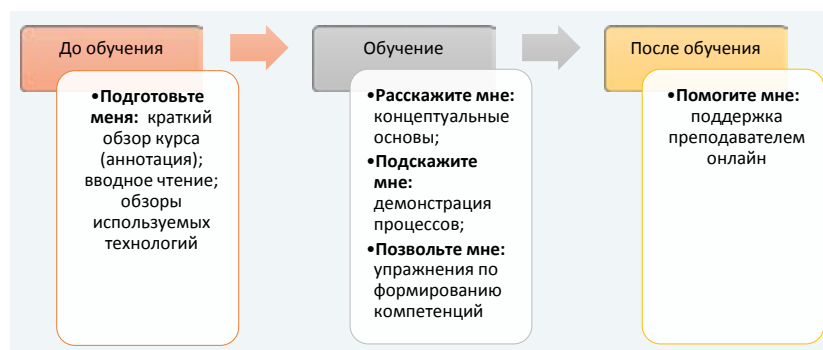 До обучения
•Подготовьте
меня: краткий
обзор курса
(аннотация);
вводное чтение;
обзоры
используемых
технологий
Обучение
•Расскажите мне:
концептуальные
основы;
•Подскажите
мне:
демонстрация
процессов;
•Позвольте мне:
упражнения по
формированию
компетенций
После обучения
•Помогите мне:
поддержка
преподавателем
онлайн